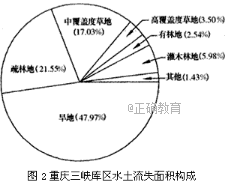 中覆盖度草地
(17.03%)
高覆盖度草地
(3.50%)
有林地
(2.54%)
灌木林地
(5.98%)
其他
(1.43%)
疏林地(21.55%)
旱地(47.97%)
@正确教育
图2重庆三峡库区水土流失面积构成